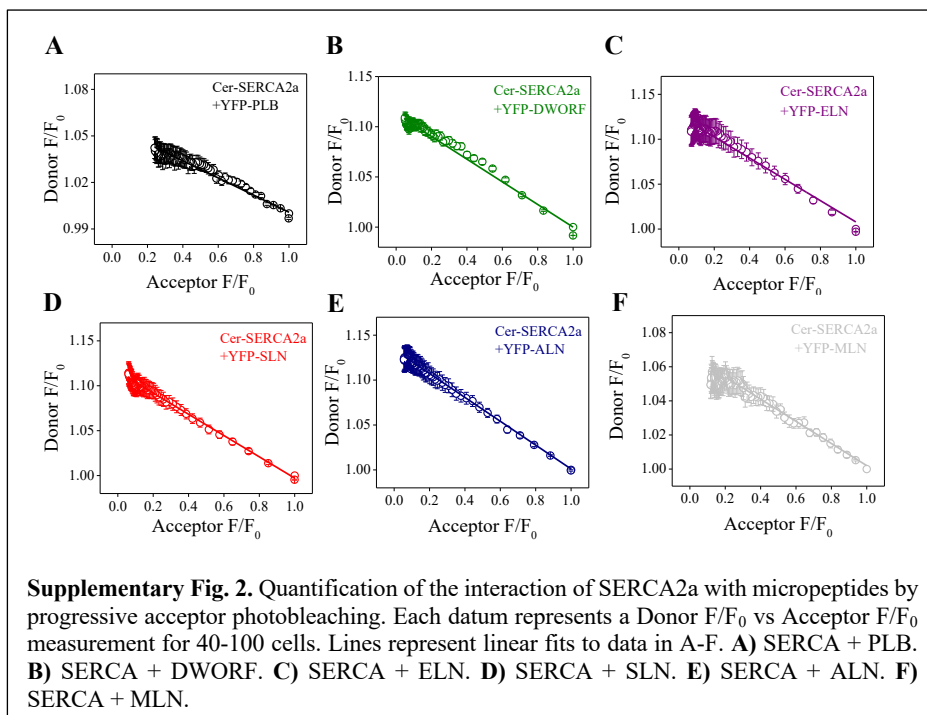 A
1.08
1.05
1.02
0.99
Donor F/F0
Cer-SERCA2a
+YFP-PLB
0.0 0.2 0.4 0.6 0.8 1.0
Acceptor F/F0
B
1.15
1.10
1.05
1.00
Donor F/F0
Cer-SERCA2a
+YFP-DWORF
0.0 0.2 0.4 0.6 0.8 1.0
Acceptor F/F0
C
1.15
1.10
1.05
1.00
Donor F/F0
Cer-SERCA2a
+YFP-ELN
0.0 0.2 0.4 0.6 0.8 1.0
Acceptor F/F0
D
1.15
1.10
1.05
1.00
Donor F/F0
Cer-SERCA2a
+YFP-SLN
0.0 0.2 0.4 0.6 0.8 1.0
Acceptor F/F0
E
1.15
1.10
1.05
1.00
Donor F/F0
Cer-SERCA2a
+YFP-ALN
0.0 0.2 0.4 0.6 0.8 1.0
Acceptor F/F0
F
1.08
1.06
1.04
1.02
1.00
Donor F/F0
Cer-SERCA2a
+YFP-MLN
0.0 0.2 0.4 0.6 0.8 1.0
Acceptor F/F0
Supplementary Fig. 2. Quantification of the interaction of SERCA2a with micropeptides by
progressive acceptor photobleaching. Each datum represents a Donor F/F0 vs Acceptor F/F0
measurement for 40-100 cells. Lines represent linear fits to data in A-F. A) SERCA + PLB.
B) SERCA + DWORF. C) SERCA + ELN. D) SERCA + SLN. E) SERCA + ALN. F)
SERCA + MLN.